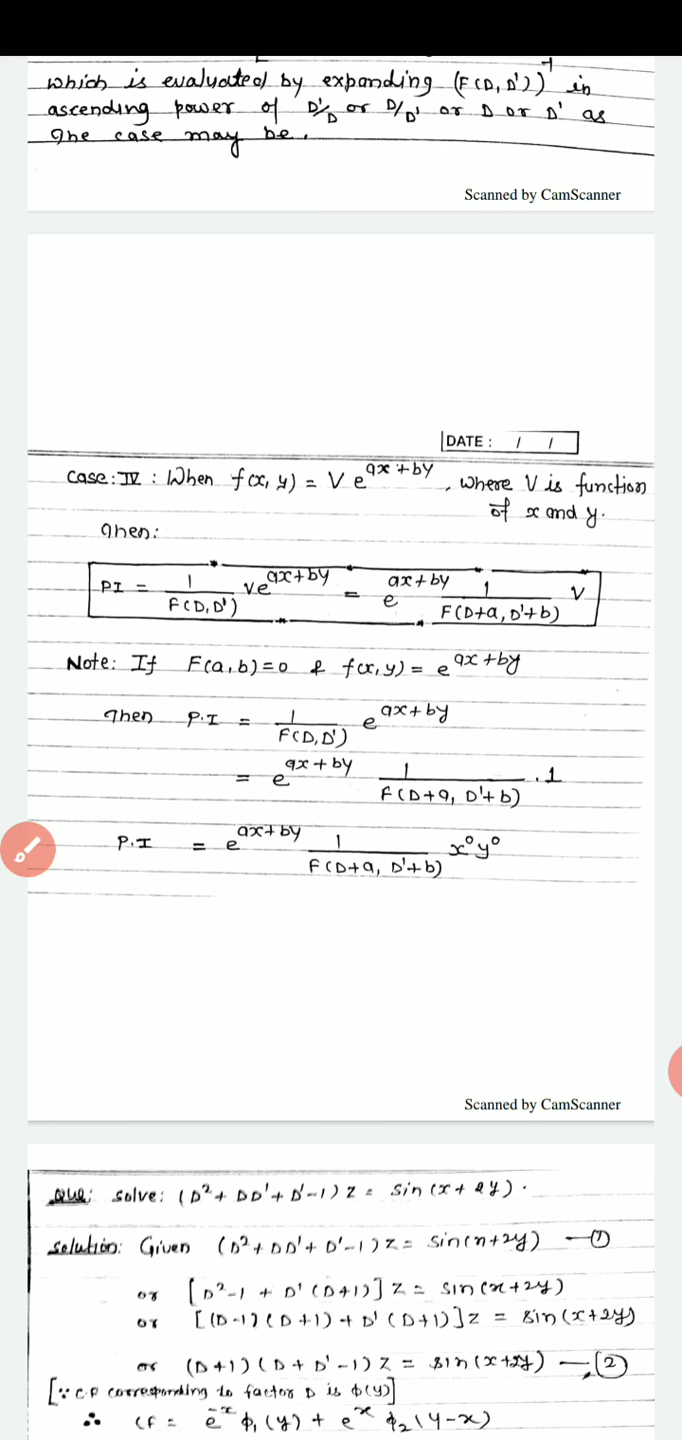 which is evaluated by expanding (F(D, D'))⁻¹ in
ascending power of D'/D or D/D' or D or D' as
The case may be.
Scanned by CamScanner
DATE : / /
Case: IV : When f(x, y) = V e^{ax+by}, where V is function
of x and y.
Then:
PI = 1/F(D, D') Ve^{ax+by} = e^{ax+by} 1/F(D+a, D'+b) V
Note: If F(a, b)=0 & f(x, y) = e^{ax+by}
Then P.I = 1/F(D, D') e^{ax+by}
= e^{ax+by} 1/F(D+a, D'+b) .1
P.I = e^{ax+by} 1/F(D+a, D'+b) x⁰y⁰
Scanned by CamScanner
Que: Solve: (D²+ DD'+ D'-1) Z = Sin (x+2y).
Solution: Given (D²+ DD'+ D'-1) Z = Sin(x+2y) —①
or [D²-1 + D'(D+1)] Z = Sin(x+2y)
or [(D-1)(D+1)+D'(D+1)]Z = Sin(x+2y)
or (D+1)(D+D'-1)Z = Sin(x+2y) —②
[∵ C.F corresponding to factor D is ϕ(y)]
∴ CF = e^{-x} ϕ₁(y) + e^{x} ϕ₂(y-x)